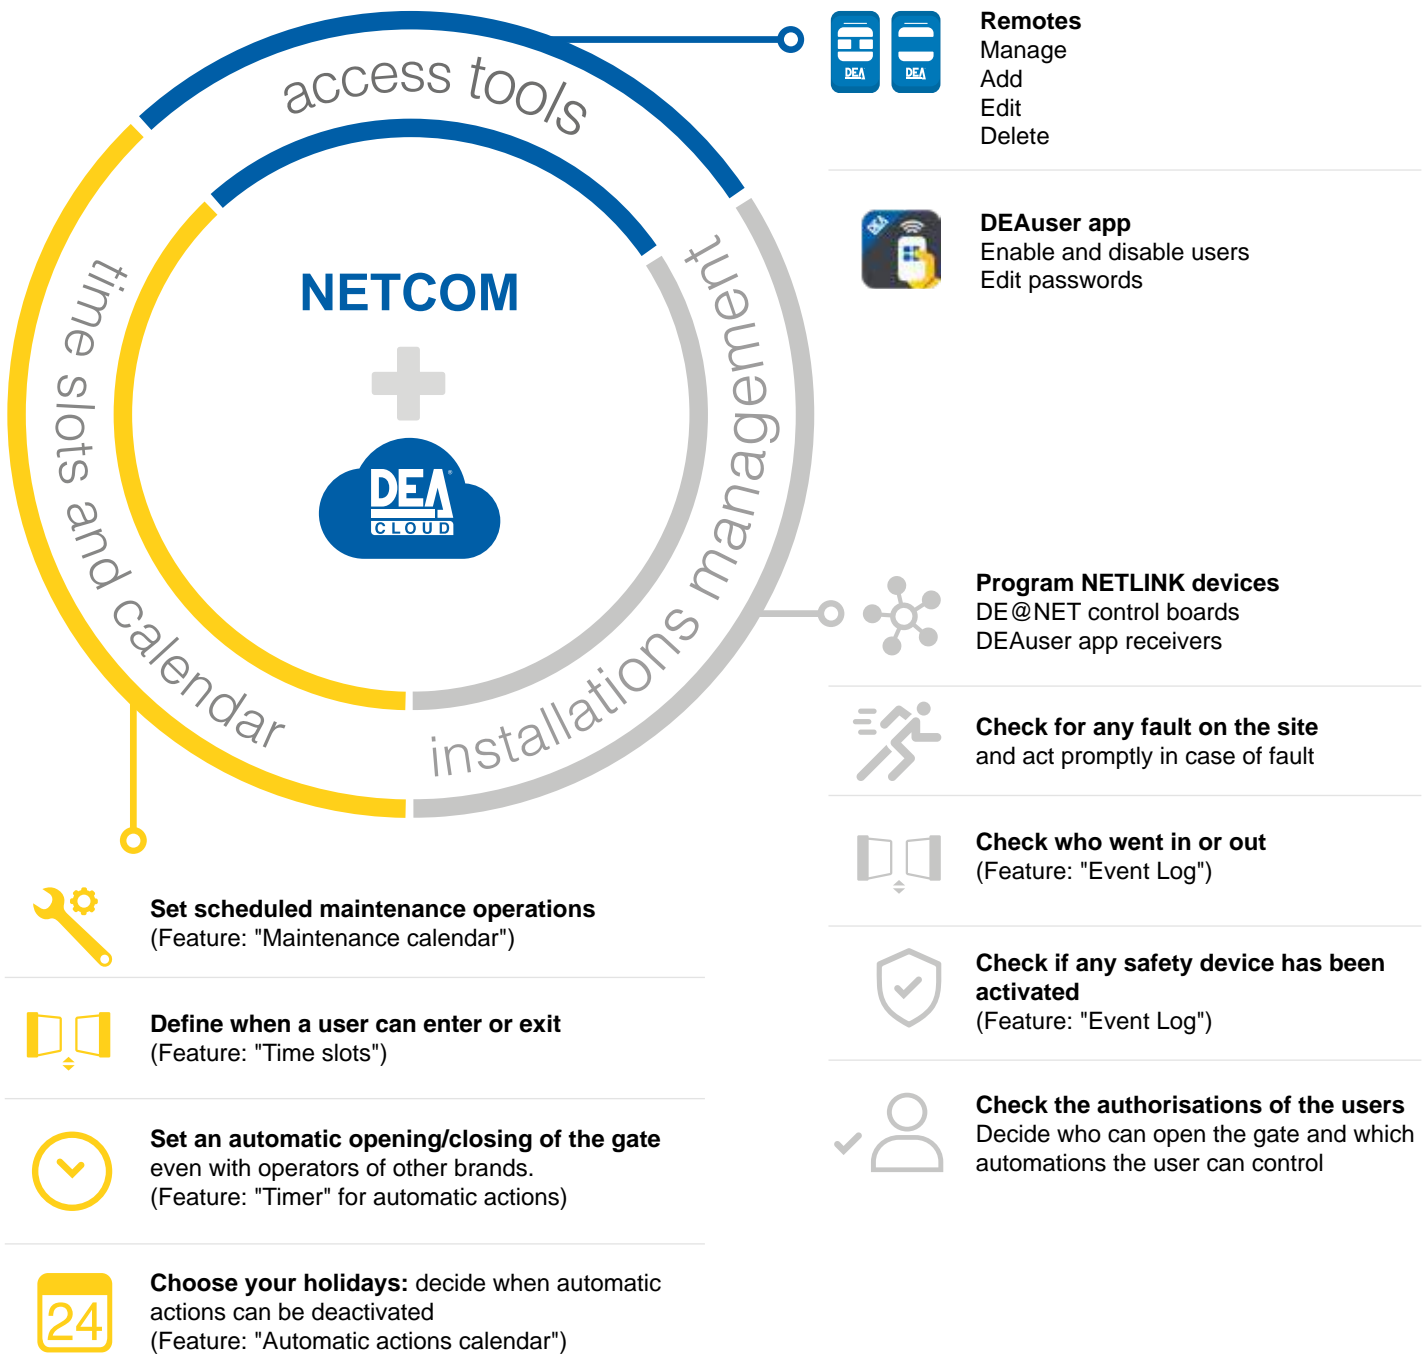 access tools
time slots and calendar
installations management
NETCOM
DEA
CLOUD
DEA
DEA
Remotes
Manage
Add
Edit
Delete
DEA
DEAuser app
Enable and disable users
Edit passwords
Program NETLINK devices
DE@NET control boards
DEAuser app receivers
Check for any fault on the site
and act promptly in case of fault
Check who went in or out
(Feature: "Event Log")
Check if any safety device has been
activated
(Feature: "Event Log")
Check the authorisations of the users
Decide who can open the gate and which
automations the user can control
Set scheduled maintenance operations
(Feature: "Maintenance calendar")
Define when a user can enter or exit
(Feature: "Time slots")
Set an automatic opening/closing of the gate
even with operators of other brands.
(Feature: "Timer" for automatic actions)
24
Choose your holidays: decide when automatic
actions can be deactivated
(Feature: "Automatic actions calendar")